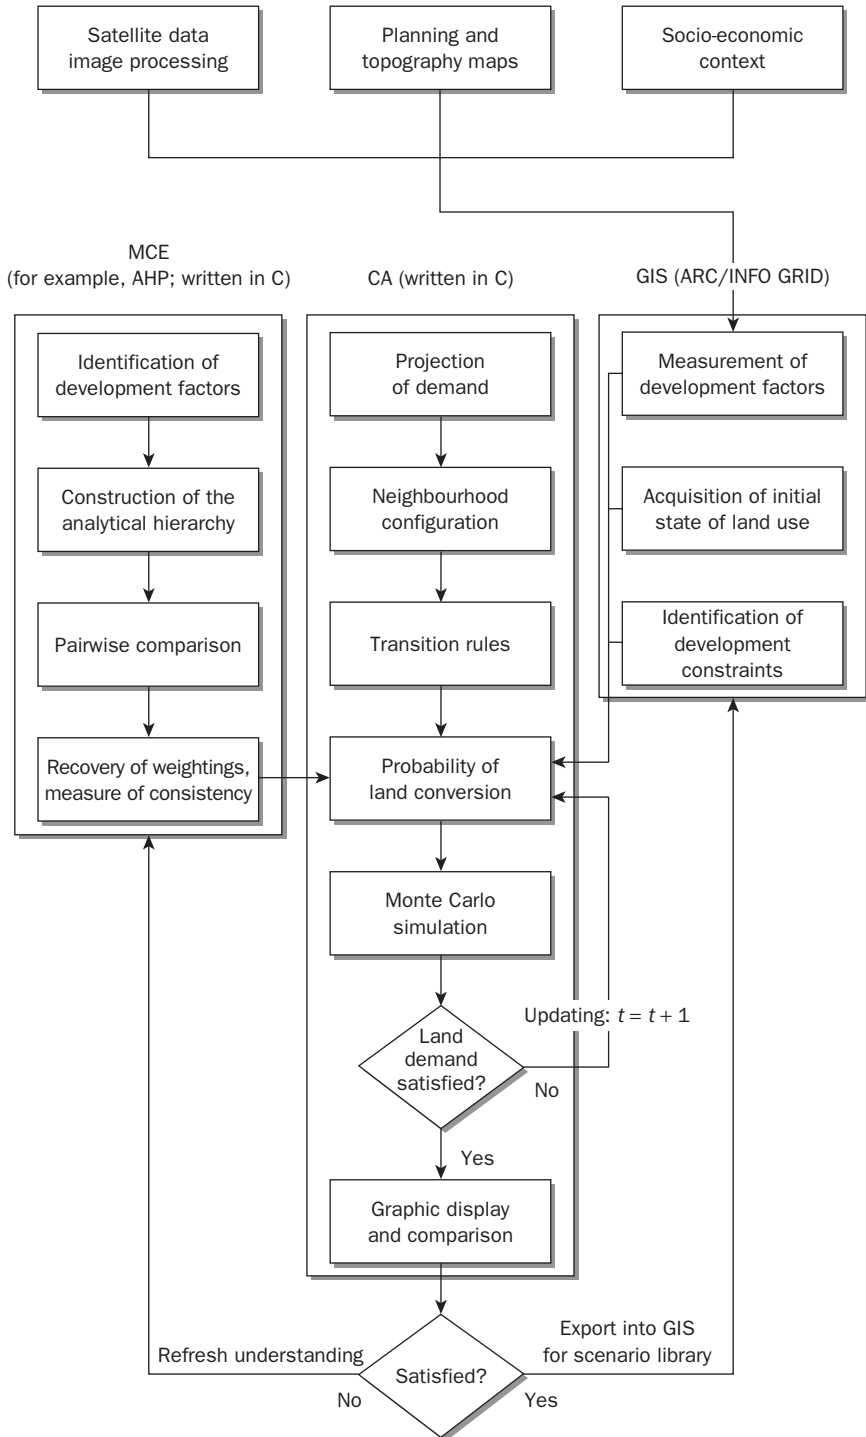 Satellite data
image processing
Planning and
topography maps
Socio-economic
context
MCE
(for example, AHP; written in C)
CA (written in C)
GIS (ARC/INFO GRID)
Identification of
development factors
Projection
of demand
Measurement of
development factors
Construction of the
analytical hierarchy
Neighbourhood
configuration
Acquisition of initial
state of land use
Pairwise comparison
Transition rules
Identification of
development
constraints
Recovery of weightings,
measure of consistency
Probability of
land conversion
Monte Carlo
simulation
Updating: t = t + 1
Land
demand
satisfied?
No
Yes
Graphic display
and comparison
Refresh understanding
Export into GIS
for scenario library
Satisfied?
No
Yes